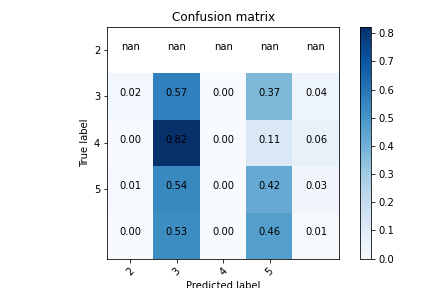 Confusion matrix
2 nan nan nan nan nan
3 0.02 0.57 0.00 0.37 0.04
4 0.00 0.82 0.00 0.11 0.06
5 0.01 0.54 0.00 0.42 0.03
0.00 0.53 0.00 0.46 0.01
True label
2 3 4 5
Predicted label
0.8
0.7
0.6
0.5
0.4
0.3
0.2
0.1
0.0